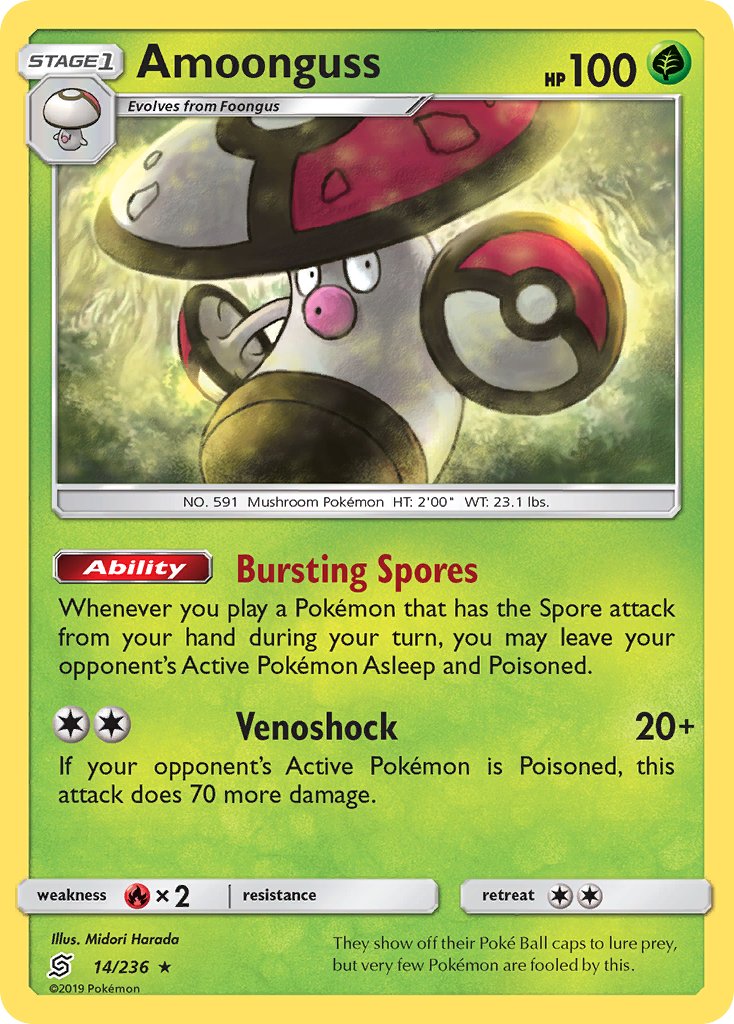 STAGE1
Amoonguss
HP 100
Evolves from Foongus
NO. 591 Mushroom Pokémon HT: 2'00" WT: 23.1 lbs.
Ability Bursting Spores
Whenever you play a Pokémon that has the Spore attack
from your hand during your turn, you may leave your
opponent's Active Pokémon Asleep and Poisoned.
Venoshock 20+
If your opponent's Active Pokémon is Poisoned, this
attack does 70 more damage.
weakness × 2 resistance retreat
Illus. Midori Harada
14/236
©2019 Pokémon
They show off their Poké Ball caps to lure prey,
but very few Pokémon are fooled by this.